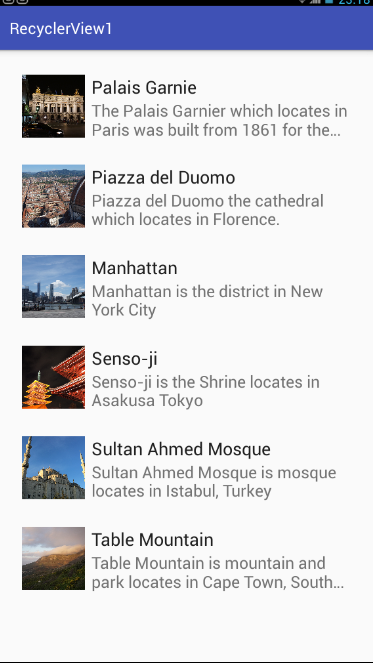 RecyclerView1
Palais Garnie
The Palais Garnier which locates in
Paris was built from 1861 for the...
Piazza del Duomo
Piazza del Duomo the cathedral
which locates in Florence.
Manhattan
Manhattan is the district in New
York City
Senso-ji
Senso-ji is the Shrine locates in
Asakusa Tokyo
Sultan Ahmed Mosque
Sultan Ahmed Mosque is mosque
locates in Istabul, Turkey
Table Mountain
Table Mountain is mountain and
park locates in Cape Town, South...